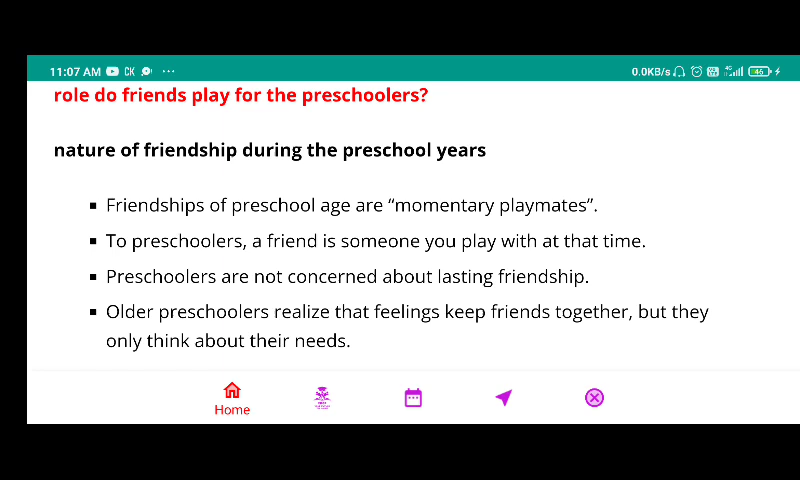 11:07 AM CK ...
0.0KB/s 4G 46
role do friends play for the preschoolers?
nature of friendship during the preschool years
▪ Friendships of preschool age are “momentary playmates”.
▪ To preschoolers, a friend is someone you play with at that time.
▪ Preschoolers are not concerned about lasting friendship.
▪ Older preschoolers realize that feelings keep friends together, but they
only think about their needs.
Home